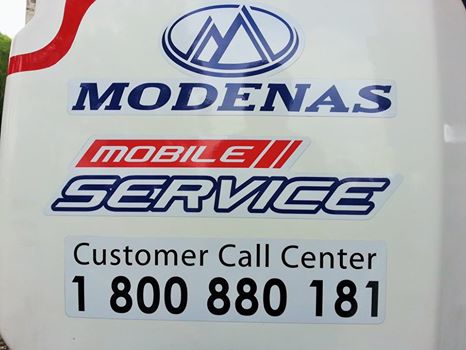 MODENAS
MOBILE
SERVICE
Customer Call Center
1 800 880 181